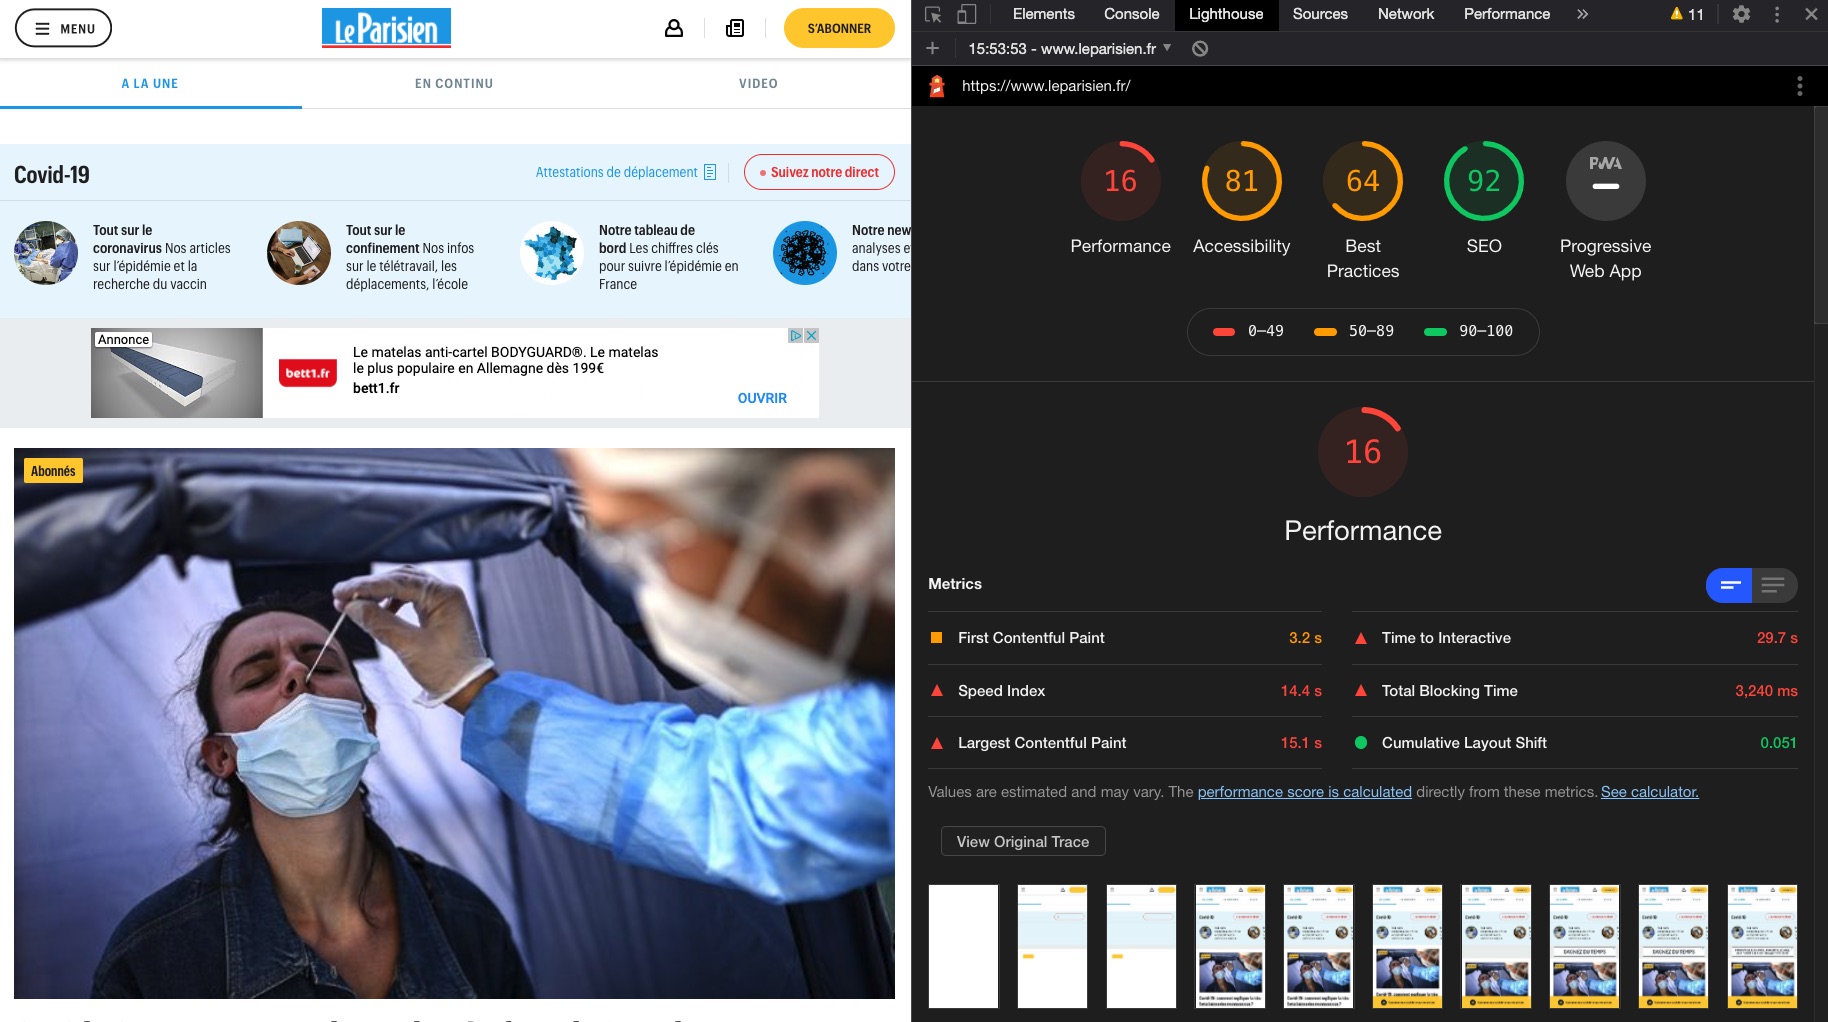 MENU
Le Parisien
S'ABONNER
A LA UNE
EN CONTINU
VIDEO
Covid-19
Attestations de déplacement
Suivez notre direct
Tout sur le
coronavirus Nos articles
sur l'épidémie et la
recherche du vaccin
Tout sur le
confinement Nos infos
sur le télétravail, les
déplacements, l'école
Notre tableau de
bord Les chiffres clés
pour suivre l'épidémie en
France
Notre new
analyses e
dans votre
Annonce
bett1.fr
Le matelas anti-cartel BODYGUARD®. Le matelas
le plus populaire en Allemagne dès 199€
bett1.fr
OUVRIR
Abonnés
Elements
Console
Lighthouse
Sources
Network
Performance
11
15:53:53 - www.leparisien.fr
https://www.leparisien.fr/
16
81
64
92
PWA
Performance
Accessibility
Best
Practices
SEO
Progressive
Web App
0–49
50–89
90–100
16
Performance
Metrics
First Contentful Paint
3.2 s
Time to Interactive
29.7 s
Speed Index
14.4 s
Total Blocking Time
3,240 ms
Largest Contentful Paint
15.1 s
Cumulative Layout Shift
0.051
Values are estimated and may vary. The performance score is calculated directly from these metrics. See calculator.
View Original Trace